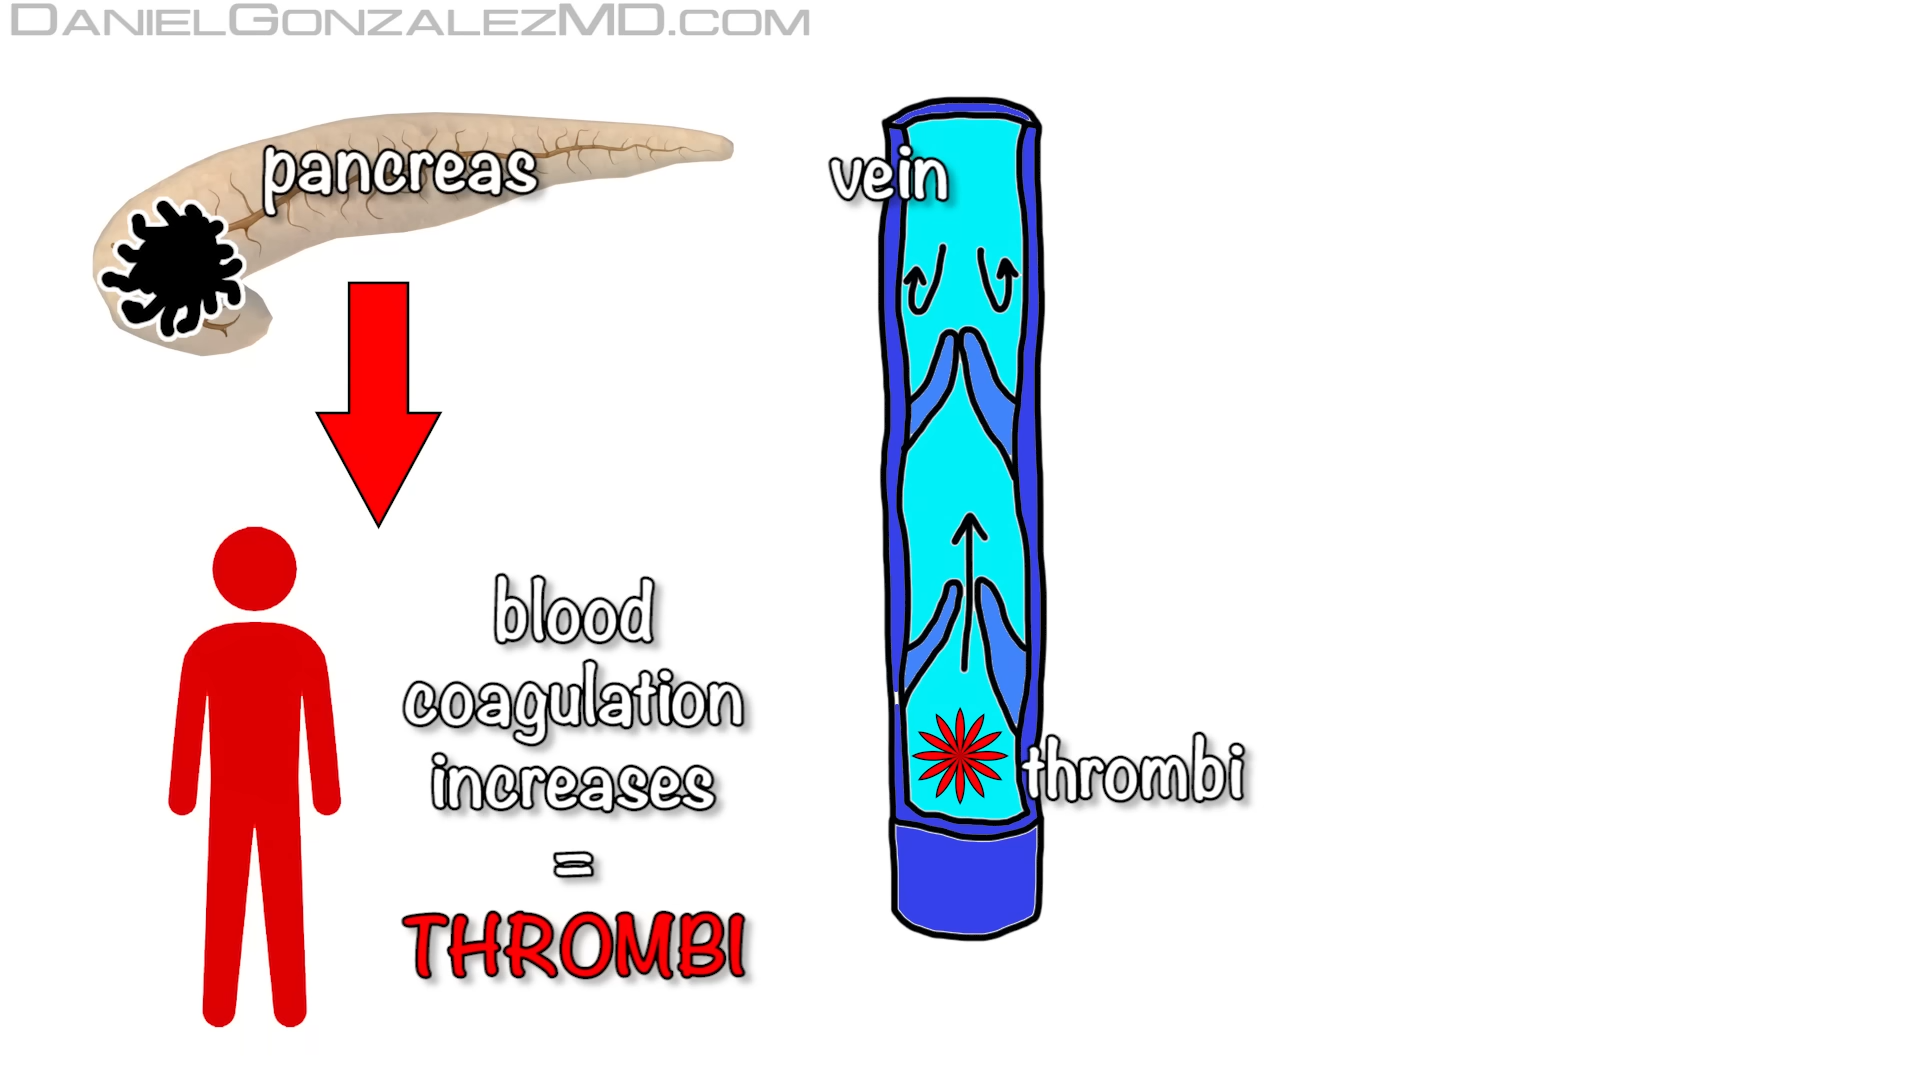 DanielGonzalezMD.com
pancreas
vein
blood
coagulation
increases
=
THROMBI
thrombi